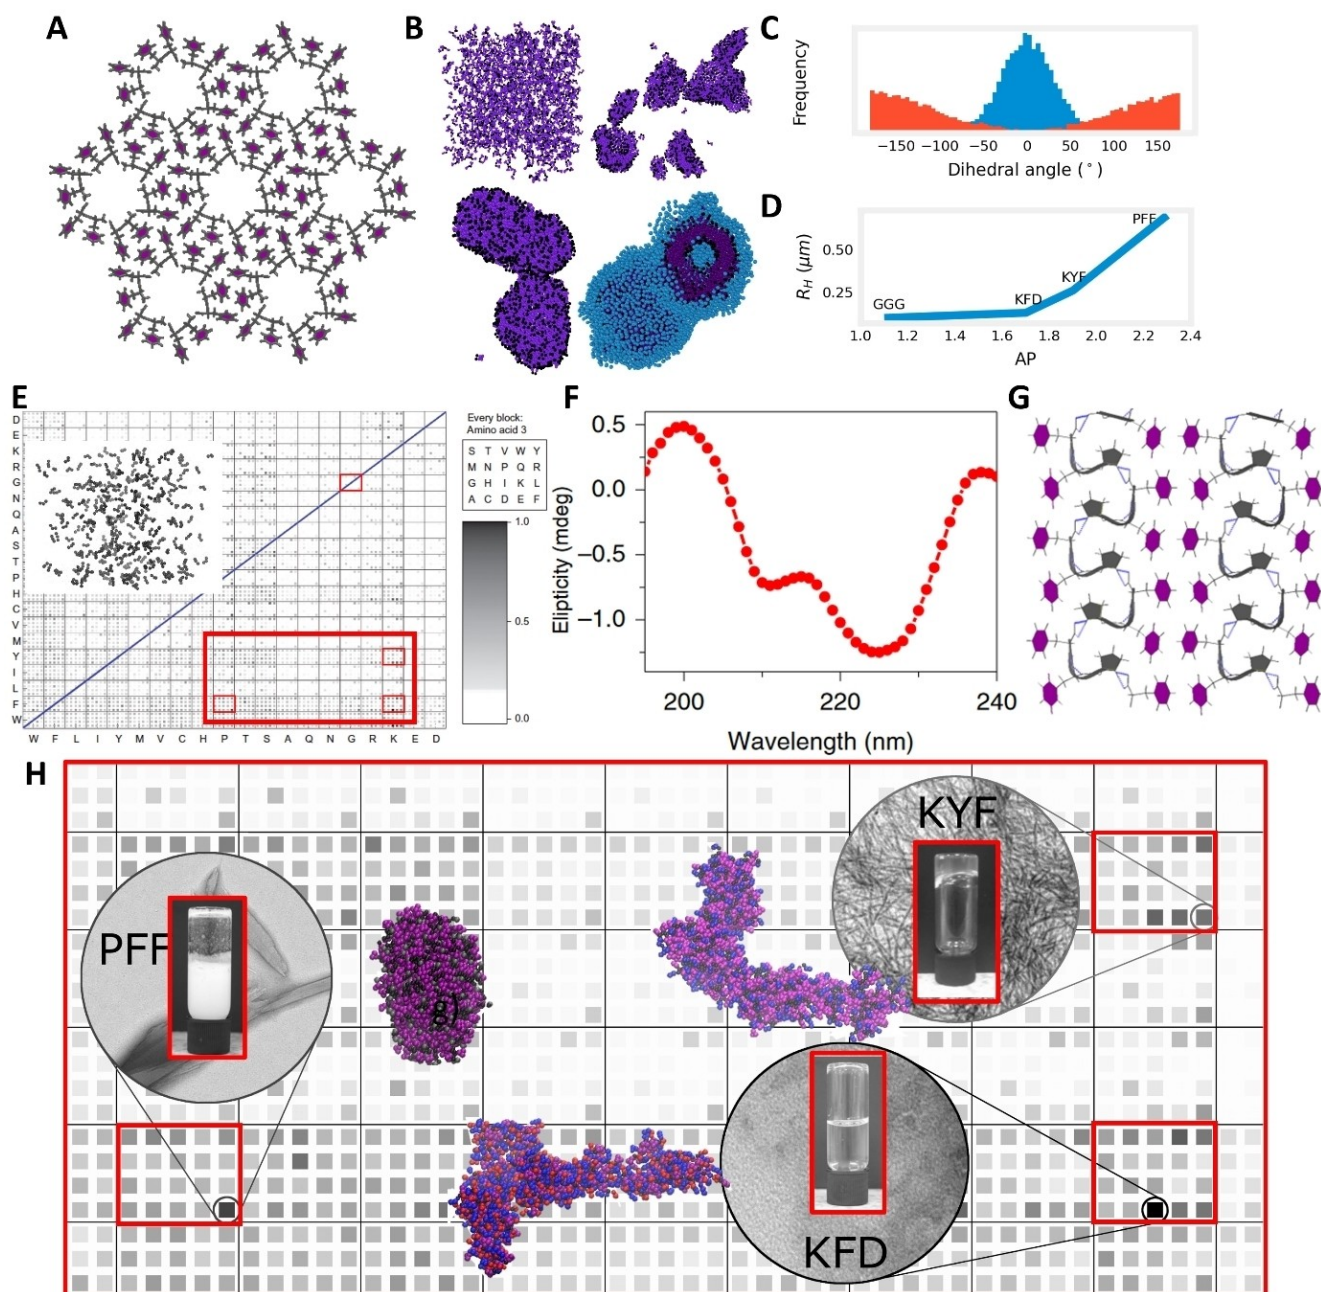 A
B
C
Frequency
−150 −100 −50 0 50 100 150
Dihedral angle (°)
D
R_H (μm)
0.50
0.25
GGG
KFD
KYF
PFF
1.0 1.2 1.4 1.6 1.8 2.0 2.2 2.4
AP
E
D
E
K
R
G
N
Q
A
S
T
P
H
C
V
M
Y
I
L
F
W
W F L I Y M V C H P T S A Q N G R K E D
Every block:
Amino acid 3
S T V W Y
M N P Q R
G H I K L
A C D E F
1.0
0.5
0.0
F
Elipticity (mdeg)
0.5
0.0
−0.5
−1.0
200 220 240
Wavelength (nm)
G
H
PFF
g)
KYF
KFD